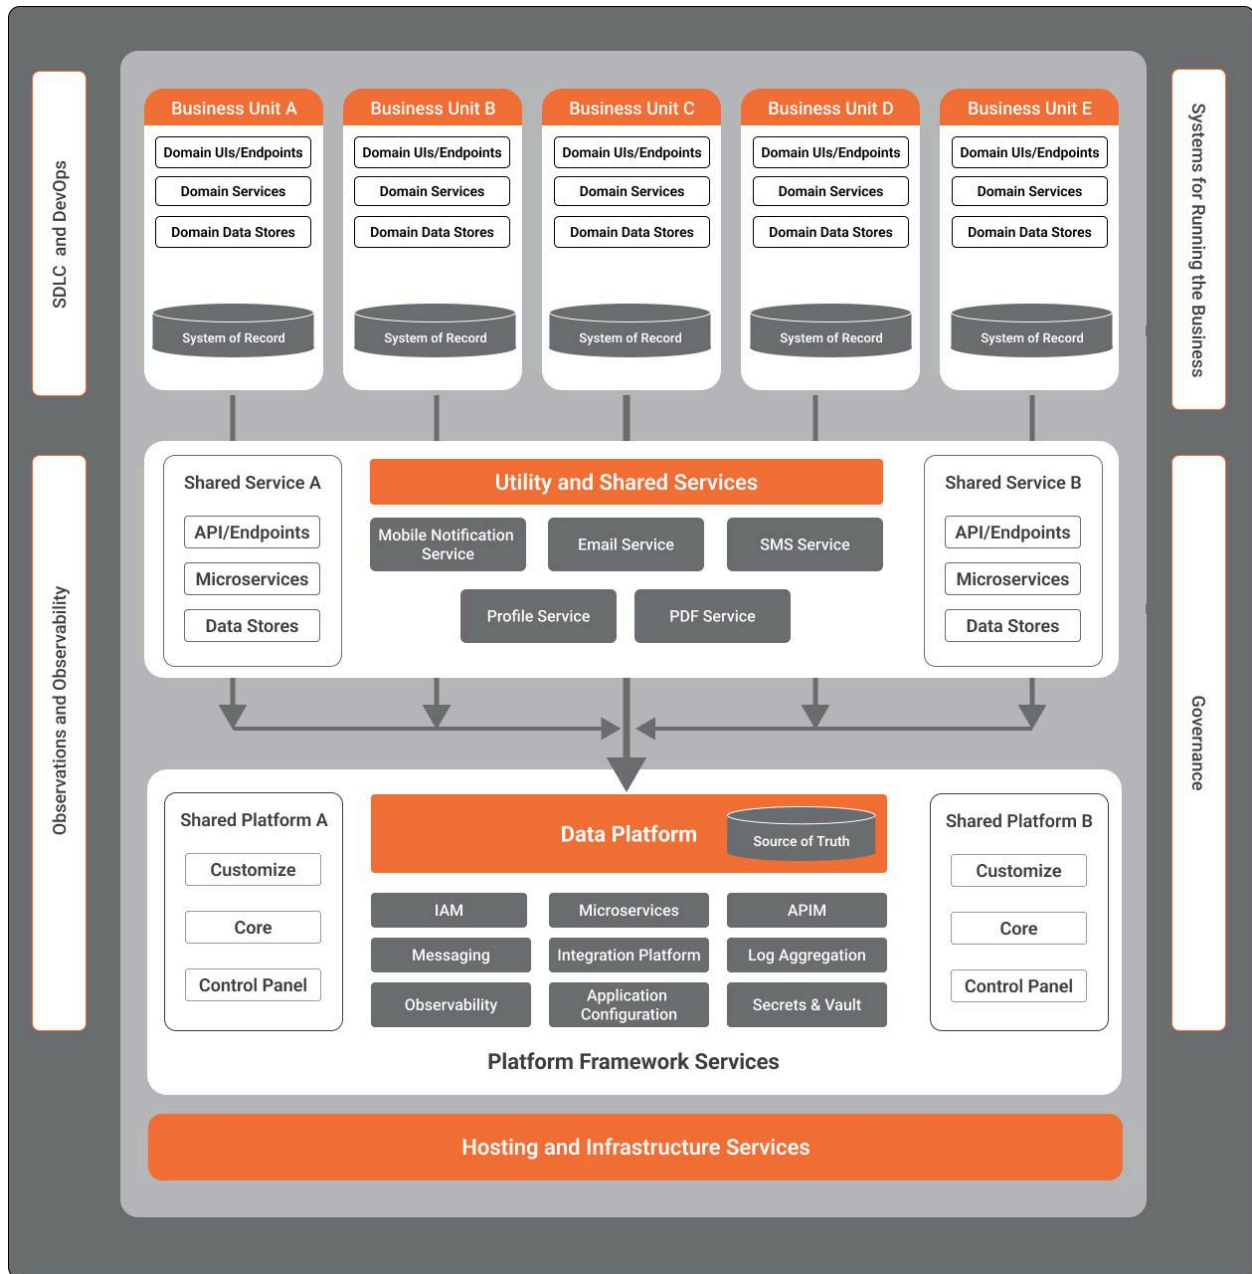 SDLC and DevOps
Observations and Observability
Business Unit A
Domain UIs/Endpoints
Domain Services
Domain Data Stores
System of Record
Business Unit B
Domain UIs/Endpoints
Domain Services
Domain Data Stores
System of Record
Business Unit C
Domain UIs/Endpoints
Domain Services
Domain Data Stores
System of Record
Business Unit D
Domain UIs/Endpoints
Domain Services
Domain Data Stores
System of Record
Business Unit E
Domain UIs/Endpoints
Domain Services
Domain Data Stores
System of Record
Systems for Running the Business
Governance
Shared Service A
API/Endpoints
Microservices
Data Stores
Utility and Shared Services
Mobile Notification
Service
Email Service
SMS Service
Profile Service
PDF Service
Shared Service B
API/Endpoints
Microservices
Data Stores
Shared Platform A
Customize
Core
Control Panel
Data Platform
Source of Truth
IAM
Microservices
APIM
Messaging
Integration Platform
Log Aggregation
Observability
Application
Configuration
Secrets & Vault
Shared Platform B
Customize
Core
Control Panel
Platform Framework Services
Hosting and Infrastructure Services